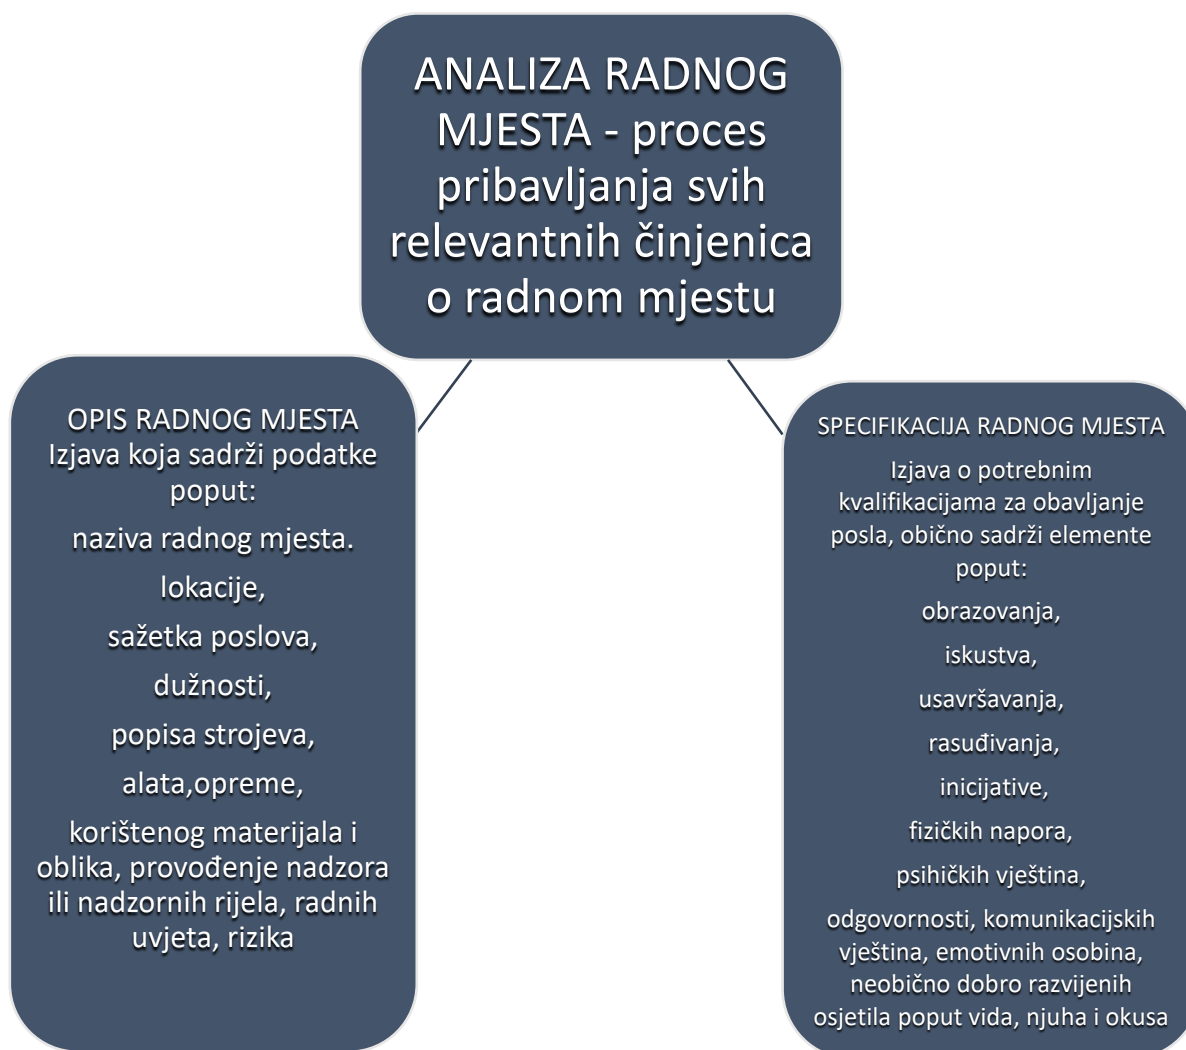 ANALIZA RADNOG
MJESTA - proces
pribavljanja svih
relevantnih činjenica
o radnom mjestu
OPIS RADNOG MJESTA
Izjava koja sadrži podatke
poput:
naziva radnog mjesta.
lokacije,
sažetka poslova,
dužnosti,
popisa strojeva,
alata,opreme,
korištenog materijala i
oblika, provođenje nadzora
ili nadzornih rijela, radnih
uvjeta, rizika
SPECIFIKACIJA RADNOG MJESTA
Izjava o potrebnim
kvalifikacijama za obavljanje
posla, obično sadrži elemente
poput:
obrazovanja,
iskustva,
usavršavanja,
rasuđivanja,
inicijative,
fizičkih napora,
psihičkih vještina,
odgovornosti, komunikacijskih
vještina, emotivnih osobina,
neobično dobro razvijenih
osjetila poput vida, njuha i okusa